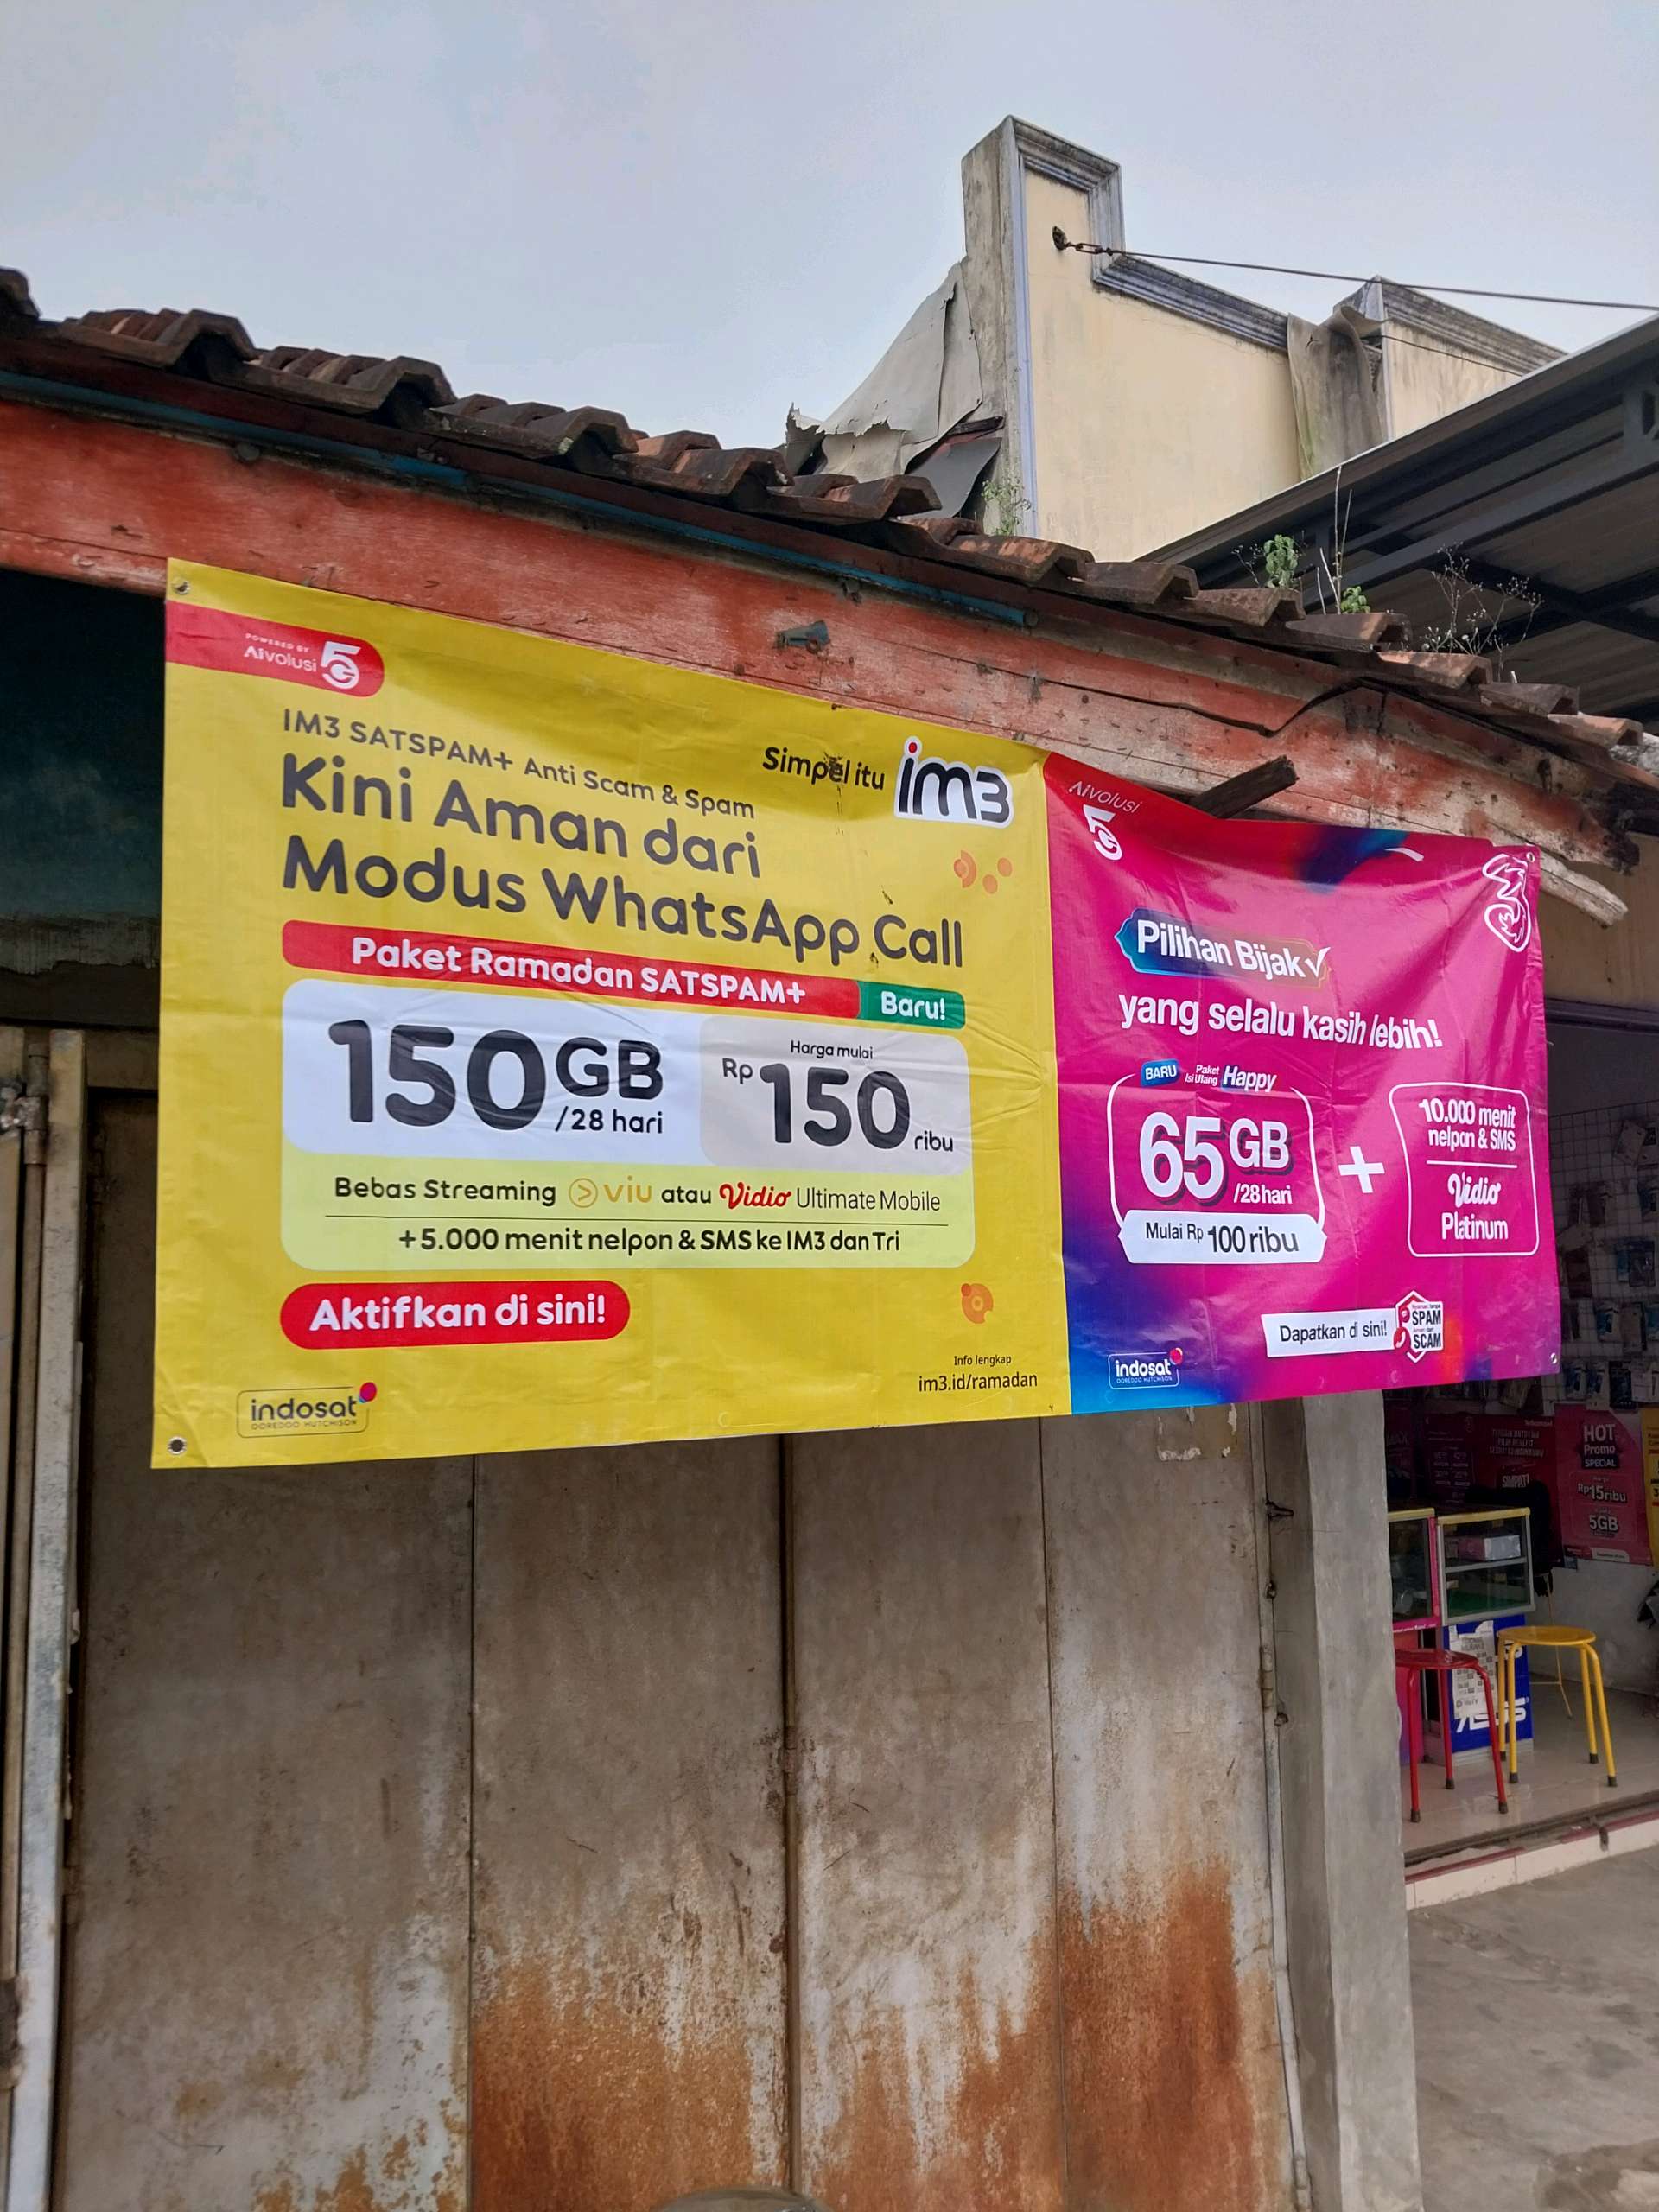 POWERED BY
AIvolusi 5G
IM3 SATSPAM+ Anti Scam & Spam
Simpel itu im3
Kini Aman dari
Modus WhatsApp Call
Paket Ramadan SATSPAM+ Baru!
150GB
/28 hari
Harga mulai
Rp 150 ribu
Bebas Streaming viu atau Vidio Ultimate Mobile
+5.000 menit nelpon & SMS ke IM3 dan Tri
Aktifkan di sini!
Info lengkap
im3.id/ramadan
indosat
OOREDOO HUTCHISON
AIvolusi
5G
3
Pilihan Bijak
yang selalu kasih lebih!
BARU Paket Isi Ulang Happy
65GB
/28 hari
Mulai Rp 100 ribu
+
10.000 menit
nelpon & SMS
Vidio
Platinum
Dapatkan di sini!
SPAM
SCAM
indosat
OOREDOO HUTCHISON
HOT
Promo
SPECIAL
Rp15ribu
5GB